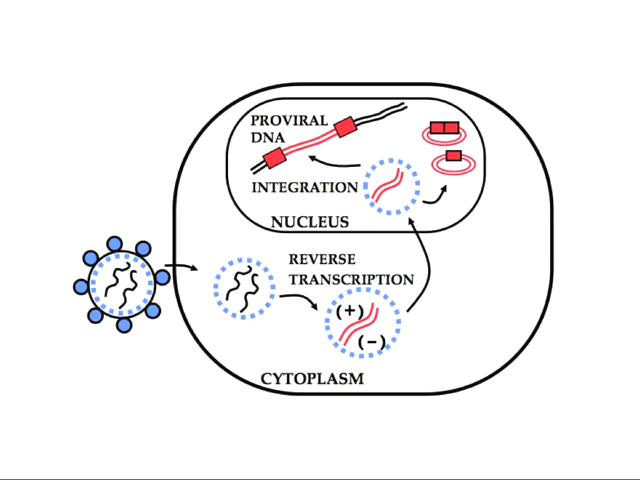 PROVIRAL
DNA
INTEGRATION
NUCLEUS
REVERSE
TRANSCRIPTION
(+)
(−)
CYTOPLASM